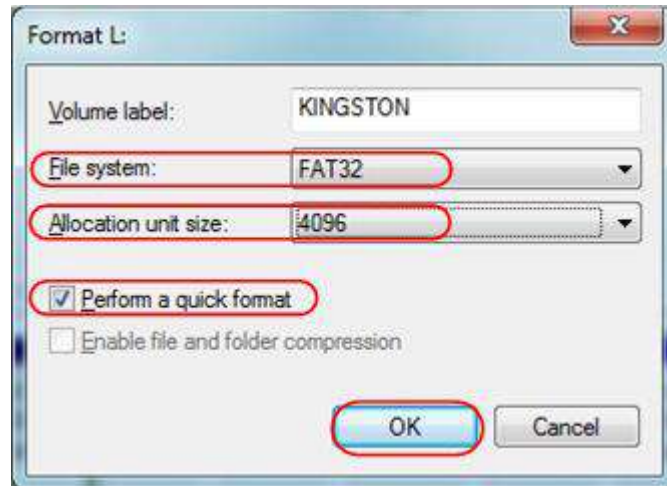 Format L:
Volume label: KINGSTON
File system: FAT32
Allocation unit size: 4096
Perform a quick format
Enable file and folder compression
OK Cancel